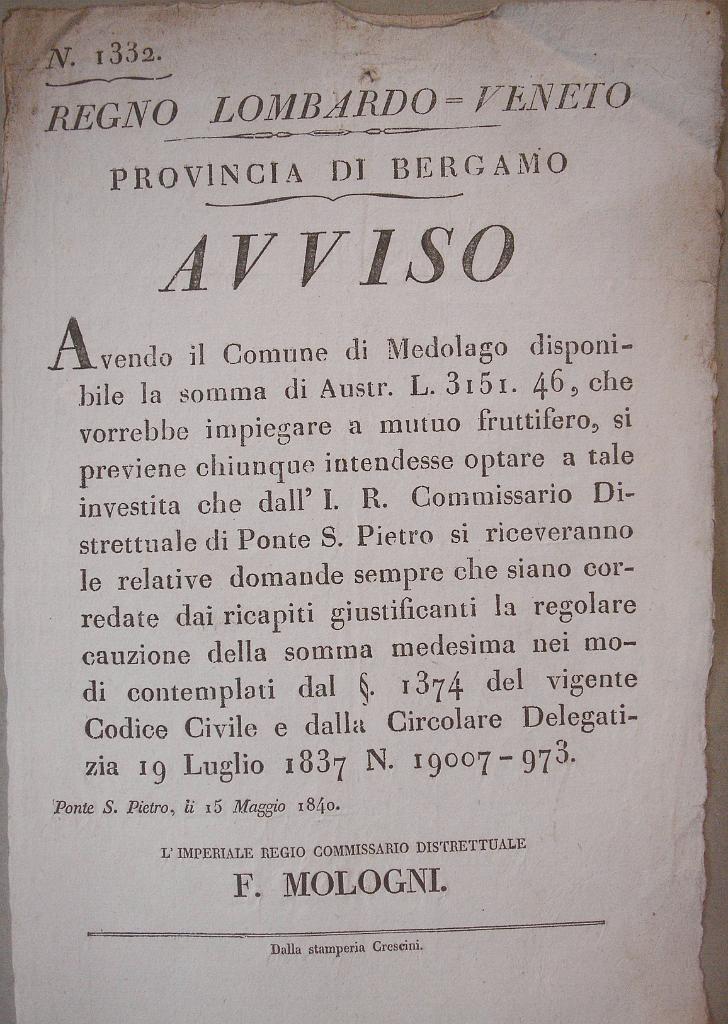 N. 1332.
REGNO LOMBARDO=VENETO
PROVINCIA DI BERGAMO
AVVISO
Avendo il Comune di Medolago disponi-
bile la somma di Austr. L. 3151. 46, che
vorrebbe impiegare a mutuo fruttifero, si
previene chiunque intendesse optare a tale
investita che dall' I. R. Commissario Di-
strettuale di Ponte S. Pietro si riceveranno
le relative domande sempre che siano cor-
redate dai ricapiti giustificanti la regolare
cauzione della somma medesima nei mo-
di contemplati dal §. 1374 del vigente
Codice Civile e dalla Circolare Delegati-
zia 19 Luglio 1837 N. 19007-973.
Ponte S. Pietro, li 15 Maggio 1840.
L' IMPERIALE REGIO COMMISSARIO DISTRETTUALE
F. MOLOGNI.
Dalla stamperia Crescini.